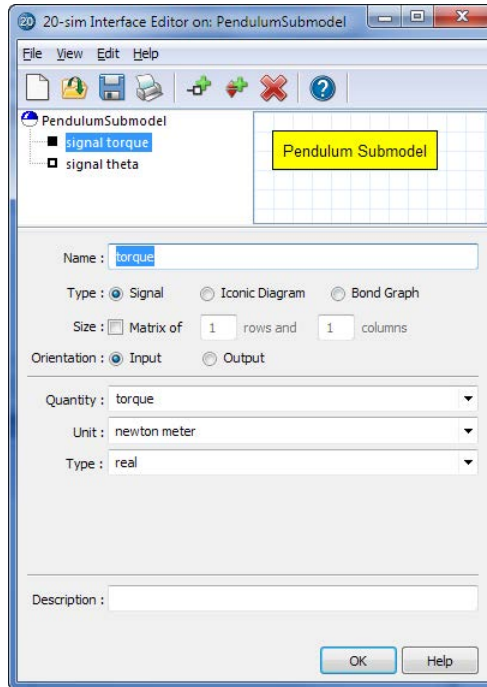 20 20-sim Interface Editor on: PendulumSubmodel
File View Edit Help
PendulumSubmodel
signal torque
signal theta
Pendulum Submodel
Name : torque
Type : Signal Iconic Diagram Bond Graph
Size : Matrix of 1 rows and 1 columns
Orientation : Input Output
Quantity : torque
Unit : newton meter
Type : real
Description :
OK Help